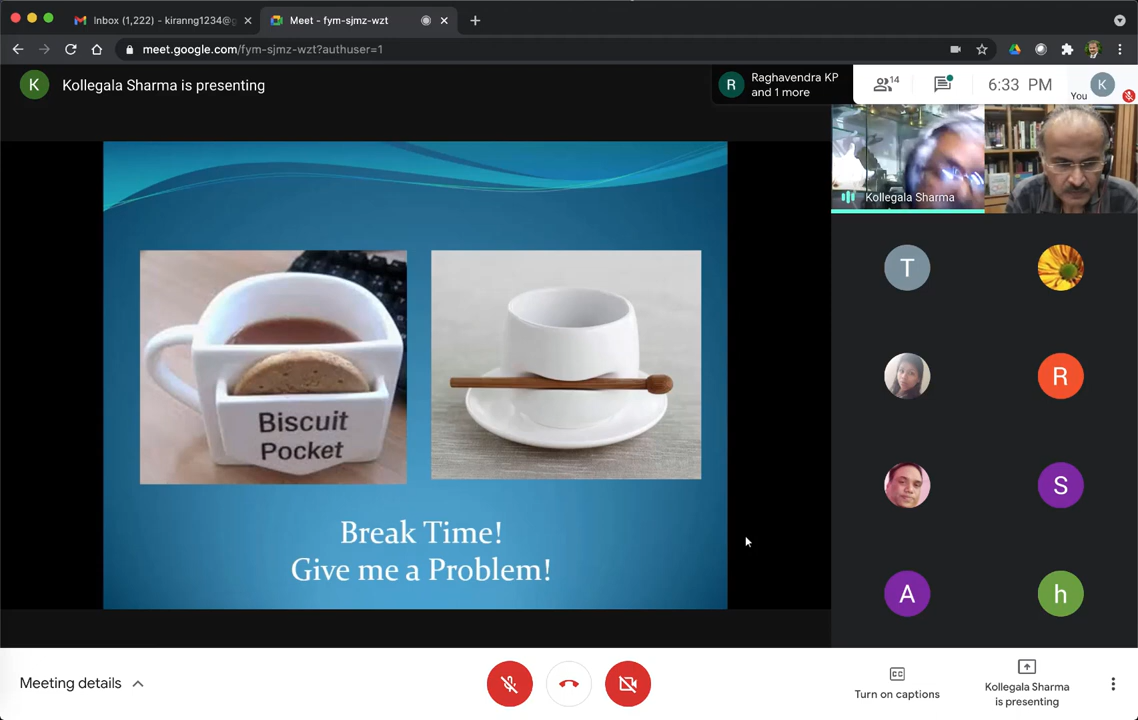 Inbox (1,222) - kiranng1234@g
Meet - fym-sjmz-wzt
meet.google.com/fym-sjmz-wzt?authuser=1
K
Kollegala Sharma is presenting
R
Raghavendra KP
and 1 more
14
6:33 PM
You
K
Kollegala Sharma
T
R
S
A
h
Biscuit
Pocket
Break Time!
Give me a Problem!
Meeting details
CC
Turn on captions
Kollegala Sharma
is presenting